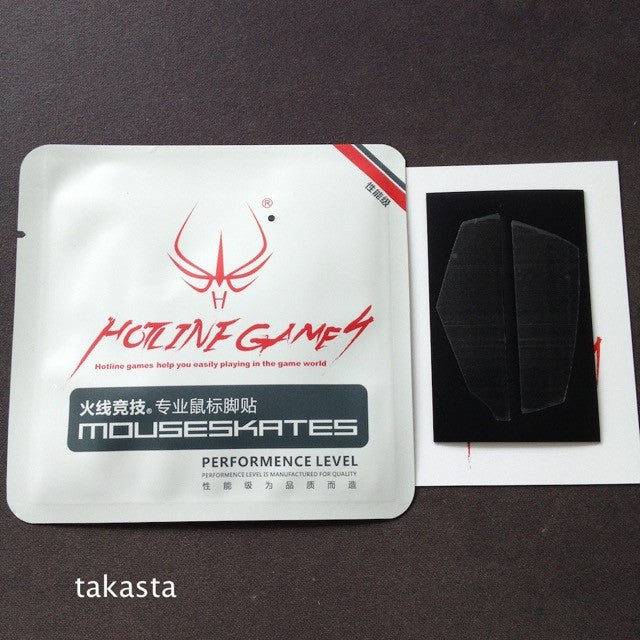 ®
性能级
H
HOTLINE GAMES
Hotline games help you easily playing in the game world
火线竞技® 专业鼠标脚贴
MOUSESKATES
PERFORMENCE LEVEL
PERFORMENCE LEVEL IS MANUFACTURED FOR QUALITY
性能级为品质而造
takasta